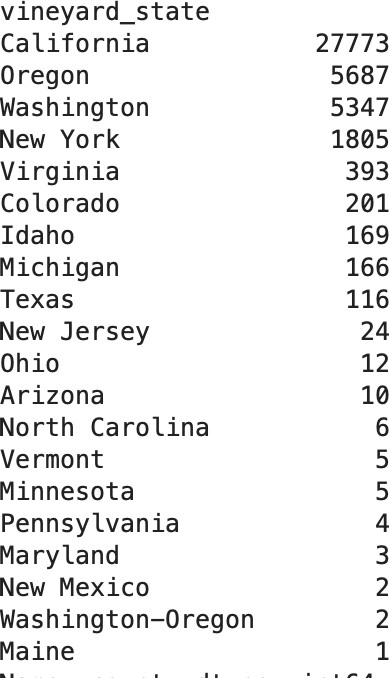 vineyard_state
California 27773
Oregon 5687
Washington 5347
New York 1805
Virginia 393
Colorado 201
Idaho 169
Michigan 166
Texas 116
New Jersey 24
Ohio 12
Arizona 10
North Carolina 6
Vermont 5
Minnesota 5
Pennsylvania 4
Maryland 3
New Mexico 2
Washington-Oregon 2
Maine 1